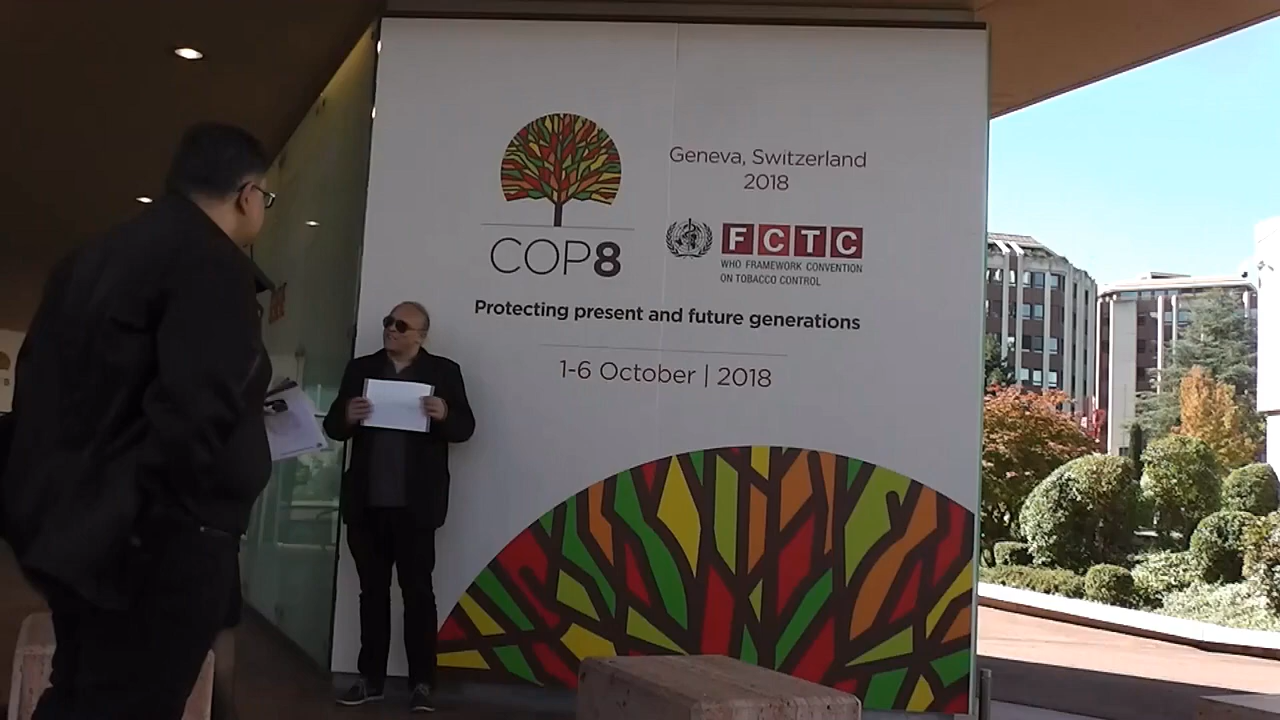 Geneva, Switzerland
2018
COP8
FCTC
WHO FRAMEWORK CONVENTION
ON TOBACCO CONTROL
Protecting present and future generations
1-6 October | 2018